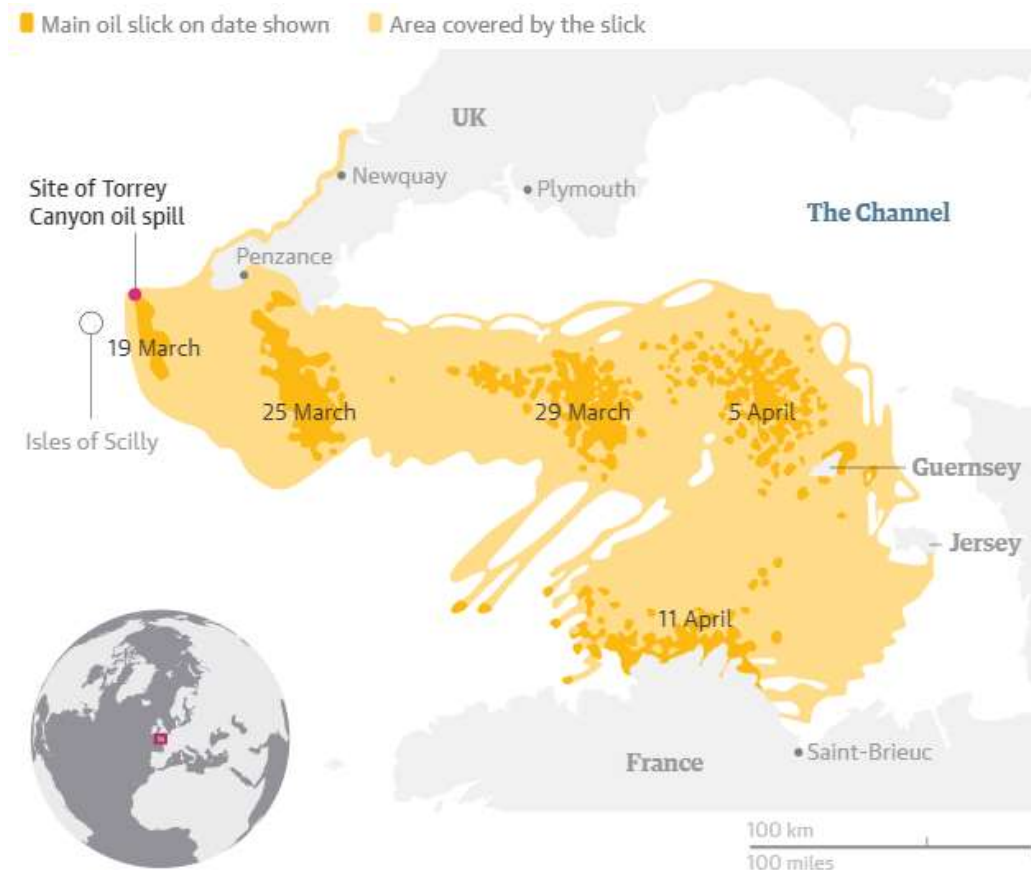 Main oil slick on date shown
Area covered by the slick
UK
Newquay
Plymouth
Site of Torrey
Canyon oil spill
The Channel
Penzance
19 March
25 March
29 March
5 April
Isles of Scilly
Guernsey
Jersey
11 April
France
Saint-Brieuc
100 km
100 miles